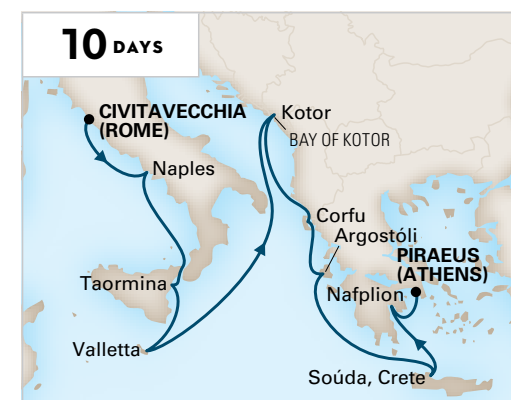 10 DAYS
CIVITAVECCHIA
(ROME)
Naples
Taormina
Valletta
Kotor
BAY OF KOTOR
Corfu
Argostóli
PIRAEUS
(ATHENS)
Nafplion
Soúda, Crete